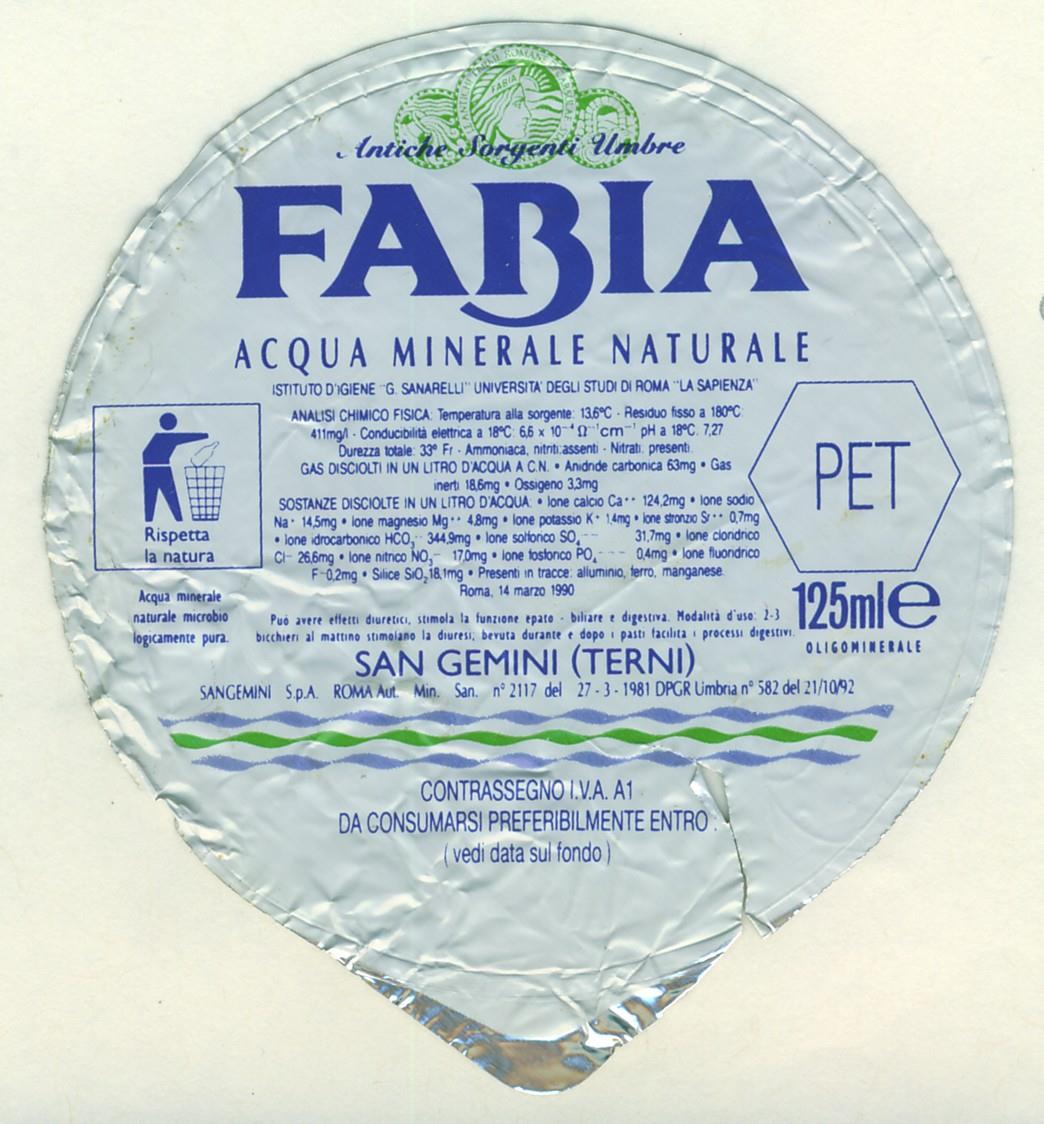 FABIA
Antiche Sorgenti Umbre
FABIA
ACQUA MINERALE NATURALE
ISTITUTO D'IGIENE "G. SANARELLI" UNIVERSITA' DEGLI STUDI DI ROMA "LA SAPIENZA"
ANALISI CHIMICO FISICA: Temperatura alla sorgente: 13,6°C - Residuo fisso a 180°C:
411mg/l - Conducibilità elettrica a 18°C: 6,6 x 10⁻⁴ Ω⁻¹cm⁻¹ pH a 18°C: 7,27
Durezza totale: 33° Fr - Ammoniaca, nitriti:assenti - Nitrati: presenti.
GAS DISCIOLTI IN UN LITRO D'ACQUA A C.N. • Anidride carbonica 63mg • Gas
inerti 18,6mg • Ossigeno 3,3mg
SOSTANZE DISCIOLTE IN UN LITRO D'ACQUA: • Ione calcio Ca⁺⁺ 124,2mg • Ione sodio
Na⁺ 14,5mg • Ione magnesio Mg⁺⁺ 4,8mg • Ione potassio K⁺ 1,4mg • Ione stronzio Sr⁺⁺ 0,7mg
• Ione idrocarbonico HCO₃⁻ 344,9mg • Ione solforico SO₄⁻⁻ 31,7mg • Ione cloridrico
Cl⁻ 26,6mg • Ione nitrico NO₃⁻ 17,0mg • Ione fosforico PO₄⁻⁻⁻ 0,4mg • Ione fluoridrico
F⁻0,2mg • Silice SiO₂18,1mg • Presenti in tracce: alluminio, ferro, manganese.
Roma, 14 marzo 1990
Rispetta
la natura
PET
Acqua minerale
naturale microbio
logicamente pura.
125ml e
OLIGOMINERALE
Può avere effetti diuretici, stimola la funzione epato - biliare e digestiva. Modalità d'uso: 2-3
bicchieri al mattino stimolano la diuresi, bevuta durante e dopo i pasti facilita i processi digestivi.
SAN GEMINI (TERNI)
SANGEMINI S.p.A. ROMA Aut. Min. San. n° 2117 del 27 - 3 - 1981 DPGR Umbria n° 582 del 21/10/92
CONTRASSEGNO I.V.A. A1
DA CONSUMARSI PREFERIBILMENTE ENTRO :
( vedi data sul fondo )